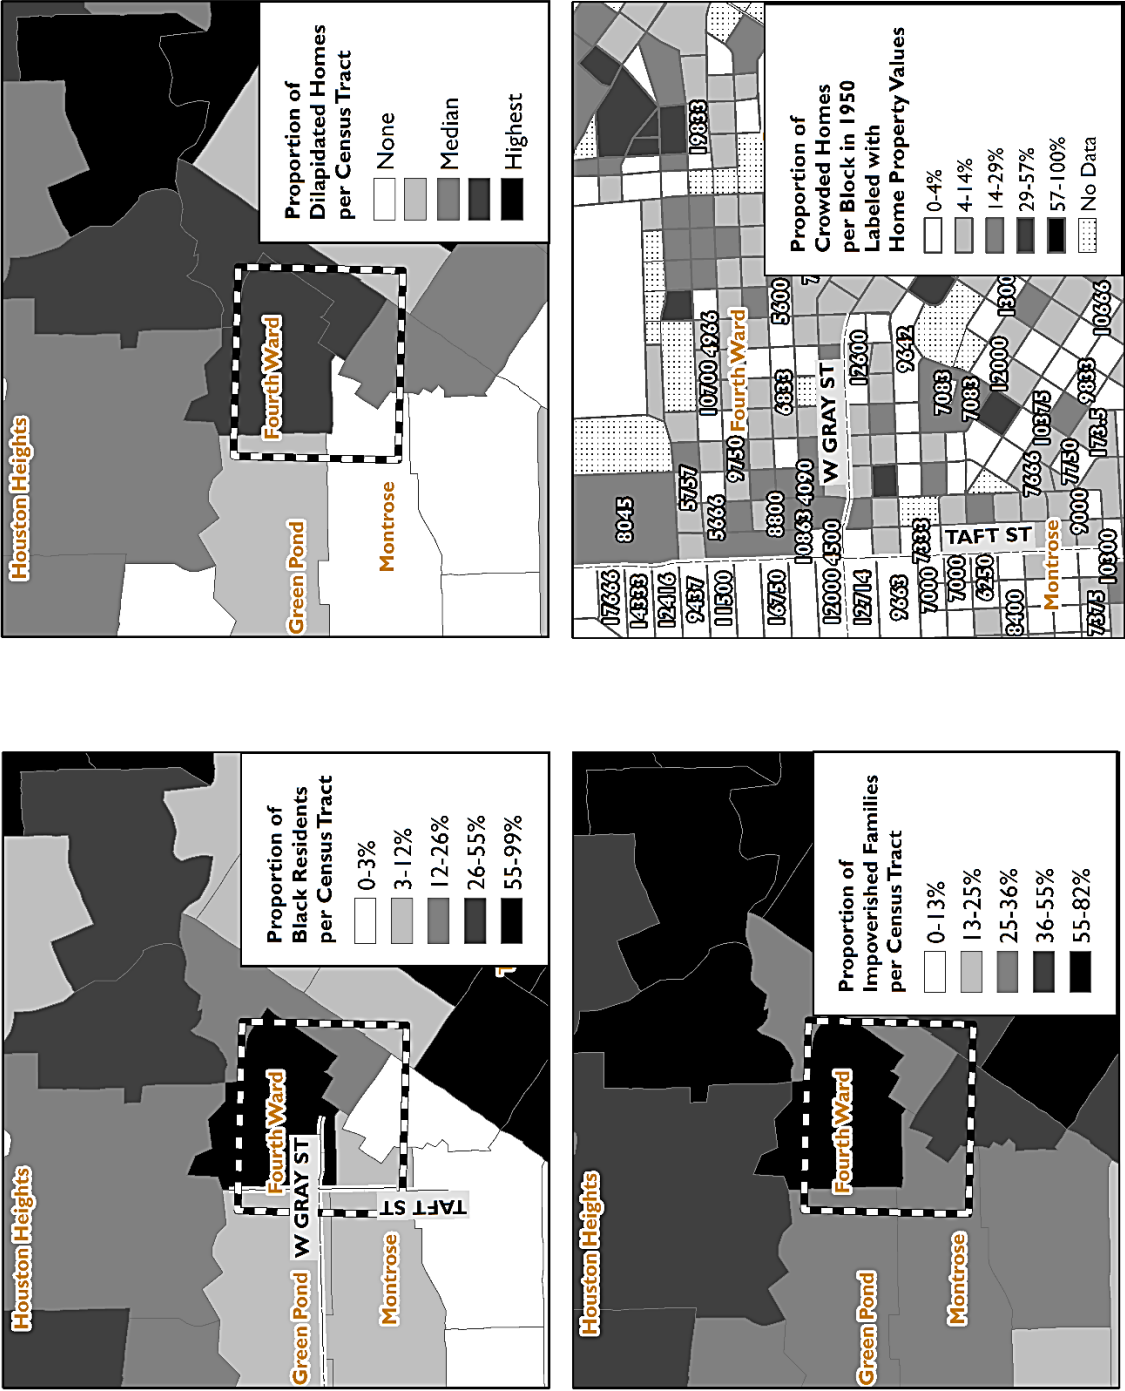 Houston Heights
Fourth Ward
W GRAY ST
TAFT ST
Green Pond
Montrose
Proportion of
Black Residents
per Census Tract
0-3%
3-12%
12-26%
26-55%
55-99%
Houston Heights
Fourth Ward
Green Pond
Montrose
Proportion of
Dilapidated Homes
per Census Tract
None
Median
Highest
Houston Heights
Fourth Ward
Green Pond
Montrose
Proportion of
Impoverished Families
per Census Tract
0-13%
13-25%
25-36%
36-55%
55-82%
17666
14333
12416
9437
11500
16750
12000
12714
9663
7000
7000
6250
8400
7375
8045
5757
5666
9750
8800
10863
4090
4500
7333
10700
4966
19833
Fourth Ward
6833
5600
W GRAY ST
12600
9642
7083
7083
12000
1300
TAFT ST
Montrose
7666
10375
7750
9833
10666
173.5
9000
10300
Proportion of
Crowded Homes
per Block in 1950
Labeled with
Home Property Values
0-4%
4-14%
14-29%
29-57%
57-100%
No Data